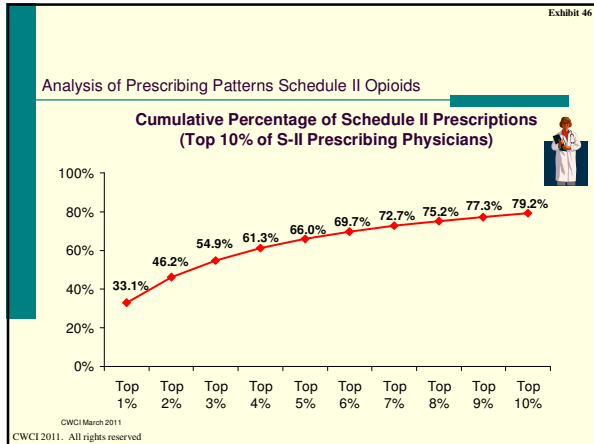 Exhibit 46
Analysis of Prescribing Patterns Schedule II Opioids
Cumulative Percentage of Schedule II Prescriptions
(Top 10% of S-II Prescribing Physicians)
100%
80%
60%
40%
20%
0%
33.1%
46.2%
54.9%
61.3%
66.0%
69.7%
72.7%
75.2%
77.3%
79.2%
Top 1%
Top 2%
Top 3%
Top 4%
Top 5%
Top 6%
Top 7%
Top 8%
Top 9%
Top 10%
CWCI March 2011
CWCI 2011. All rights reserved